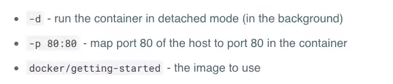 -d - run the container in detached mode (in the background)
-p 80:80 - map port 80 of the host to port 80 in the container
docker/getting-started - the image to use